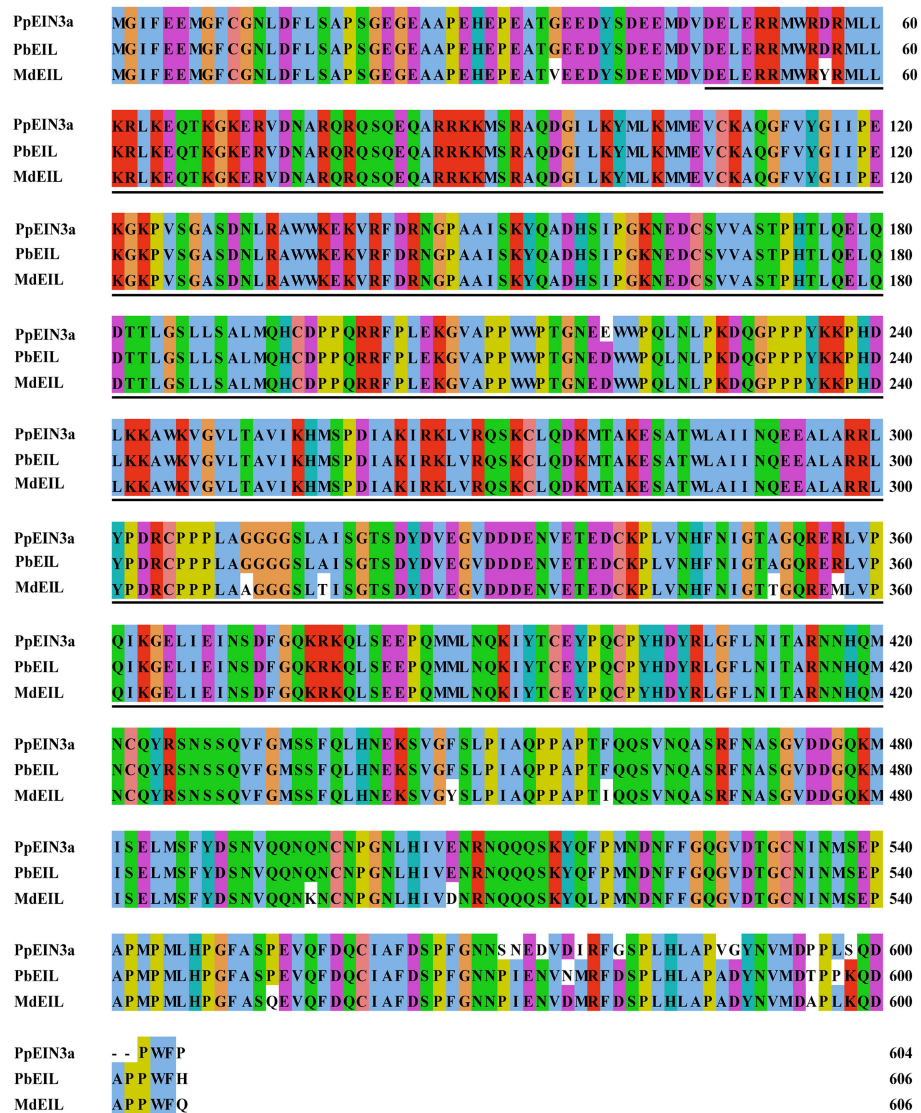 PpEIN3a MGIFEEMGFCGNLDFLSAPSGEGEAAPEHEPEATGEEDYSDEEMDVDELERRMWRDRMLL 60
PbEIL MGIFEEMGFCGNLDFLSAPSGEGEAAPEHEPEATGEEDYSDEEMDVDELERRMWRDRMLL 60
MdEIL MGIFEEMGFCGNLDFLSAPSGEGEAAPEHEPEATVEEDYSDEEMDVDELERRMWRYRMLL 60
PpEIN3a KRLKEQTKGKERVDNARQRQSQEQARRKKMSRAQDGILKYMLKMMEVCKAQGFVYGIIPE 120
PbEIL KRLKEQTKGKERVDNARQRQSQEQARRKKMSRAQDGILKYMLKMMEVCKAQGFVYGIIPE 120
MdEIL KRLKEQTKGKERVDNARQRQSQEQARRKKMSRAQDGILKYMLKMMEVCKAQGFVYGIIPE 120
PpEIN3a KGKPVSGASDNLRAWWKEKVRFDRNGPAAISKYQADHSIPGKNEDCSVVASTPHTLQELQ 180
PbEIL KGKPVSGASDNLRAWWKEKVRFDRNGPAAISKYQADHSIPGKNEDCSVVASTPHTLQELQ 180
MdEIL KGKPVSGASDNLRAWWKEKVRFDRNGPAAISKYQADHSIPGKNEDCSVVASTPHTLQELQ 180
PpEIN3a DTTLGSLLSALMQHCDPPQRRFPLEKGVAPPWWPTGNEEWWPQLNLPKDQGPPPYKKPHD 240
PbEIL DTTLGSLLSALMQHCDPPQRRFPLEKGVAPPWWPTGNEDWWPQLNLPKDQGPPPYKKPHD 240
MdEIL DTTLGSLLSALMQHCDPPQRRFPLEKGVAPPWWPTGNEDWWPQLNLPKDQGPPPYKKPHD 240
PpEIN3a LKKAWKVGVLTAVIKHMSPDIAKIRKLVRQSKCLQDKMTAKESATWLAIINQEEALARRL 300
PbEIL LKKAWKVGVLTAVIKHMSPDIAKIRKLVRQSKCLQDKMTAKESATWLAIINQEEALARRL 300
MdEIL LKKAWKVGVLTAVIKHMSPDIAKIRKLVRQSKCLQDKMTAKESATWLAIINQEEALARRL 300
PpEIN3a YPDRCPPPLAGGGGSLAISGTSDYDVEGVDDDENVETEDCKPLVNHFNIGTAGQRERLVP 360
PbEIL YPDRCPPPLAGGGGSLAISGTSDYDVEGVDDDENVETEDCKPLVNHFNIGTAGQRERLVP 360
MdEIL YPDRCPPPLAAGGGSLTISGTSDYDVEGVDDDENVETEDCKPLVNHFNIGTTGQREMLVP 360
PpEIN3a QIKGELIEINSDFGQKRKQLSEEPQMMLNQKIYTCEYPQCPYHDYRLGFLNITARNNHQM 420
PbEIL QIKGELIEINSDFGQKRKQLSEEPQMMLNQKIYTCEYPQCPYHDYRLGFLNITARNNHQM 420
MdEIL QIKGELIEINSDFGQKRKQLSEEPQMMLNQKIYTCEYPQCPYHDYRLGFLNITARNNHQM 420
PpEIN3a NCQYRSNSSQVFGMSSFQLHNEKSVGFSLPIAQPPAPTFQQSVNQASRFNASGVDDGQKM 480
PbEIL NCQYRSNSSQVFGMSSFQLHNEKSVGFSLPIAQPPAPTFQQSVNQASRFNASGVDDGQKM 480
MdEIL NCQYRSNSSQVFGMSSFQLHNEKSVGYSLPIAQPPAPTIQQSVNQASRFNASGVDDGQKM 480
PpEIN3a ISELMSFYDSNVQQNQNCNPGNLHIVENRNQQQSKYQFPMNDNFFGQGVDTGCNINMSEP 540
PbEIL ISELMSFYDSNVQQNQNCNPGNLHIVENRNQQQSKYQFPMNDNFFGQGVDTGCNINMSEP 540
MdEIL ISELMSFYDSNVQQNKNCNPGNLHIVDNRNQQQSKYQLPMNDNFFGQGVDTGCNINMSEP 540
PpEIN3a APMPMLHPGFASPEVQFDQCIAFDSPFGNNSNEDVDIRFGSPLHLAPVGYNVMDPPLSQD 600
PbEIL APMPMLHPGFASPEVQFDQCIAFDSPFGNNPIENVNMRFDSPLHLAPADYNVMDTPPKQD 600
MdEIL APMPMLHPGFASQEVQFDQCIAFDSPFGNNPIENVDMRFDSPLHLAPADYNVMDAPLKQD 600
PpEIN3a --PWFP 604
PbEIL APPWFH 606
MdEIL APPWFQ 606